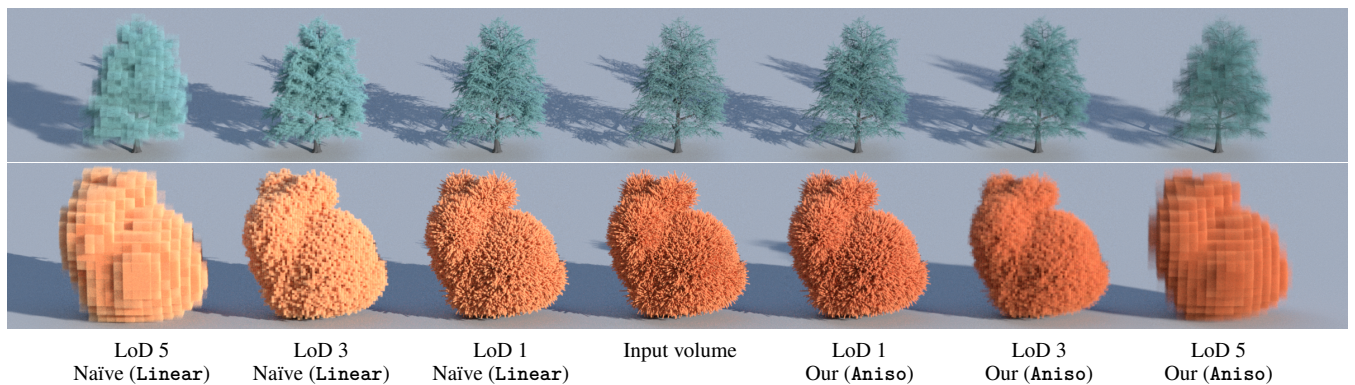 LoD 5
Naïve (Linear)
LoD 3
Naïve (Linear)
LoD 1
Naïve (Linear)
Input volume
LoD 1
Our (Aniso)
LoD 3
Our (Aniso)
LoD 5
Our (Aniso)